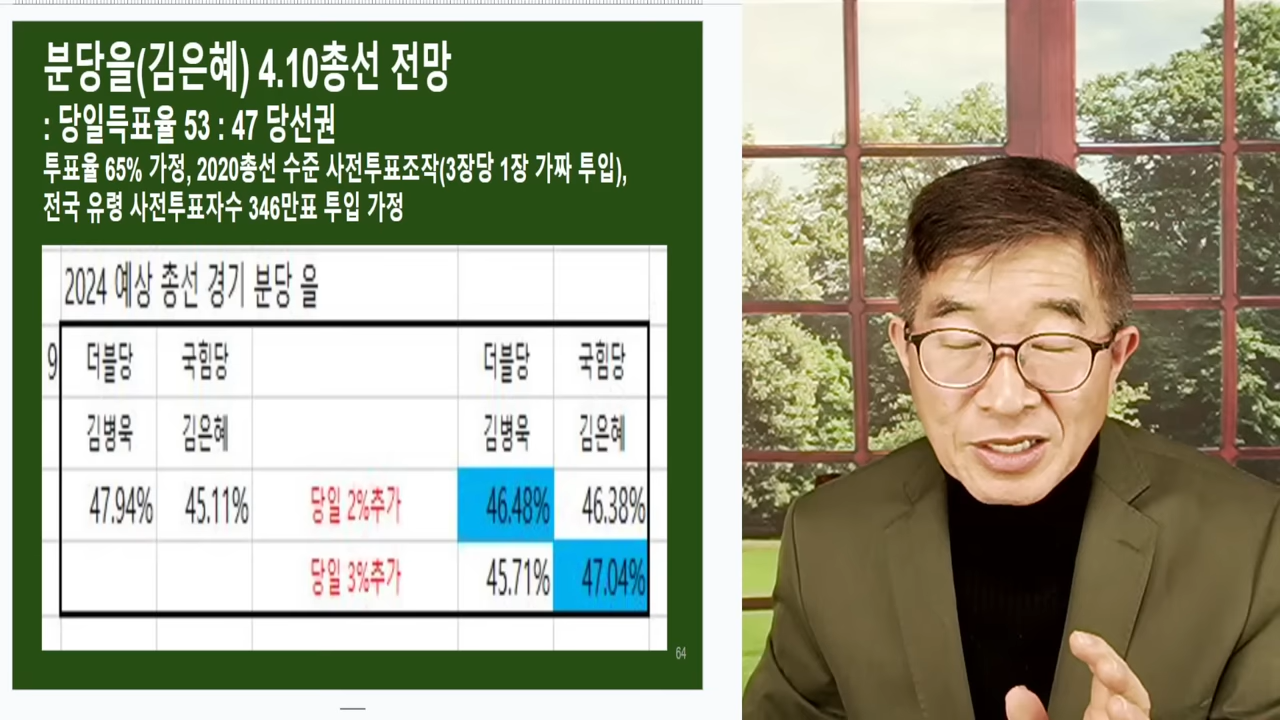 분당을(김은혜) 4.10총선 전망
: 당일득표율 53 : 47 당선권
투표율 65% 가정, 2020총선 수준 사전투표조작(3장당 1장 가짜 투입),
전국 유령 사전투표자수 346만표 투입 가정
2024 예상 총선 경기 분당 을
9 더블당 국힘당 더블당 국힘당
김병욱 김은혜 김병욱 김은혜
47.94% 45.11% 당일 2%추가 46.48% 46.38%
당일 3%추가 45.71% 47.04%
64